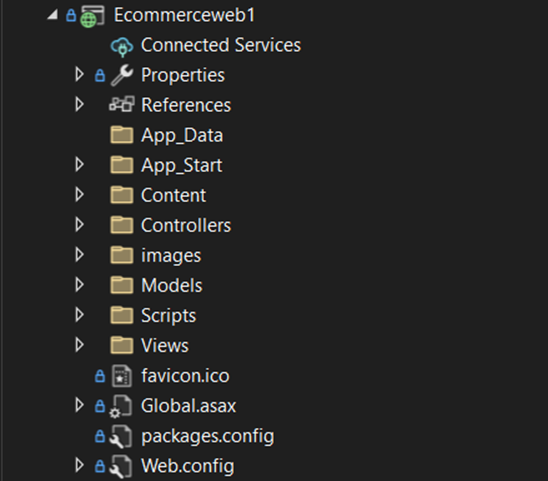 Ecommerceweb1
Connected Services
Properties
References
App_Data
App_Start
Content
Controllers
images
Models
Scripts
Views
favicon.ico
Global.asax
packages.config
Web.config